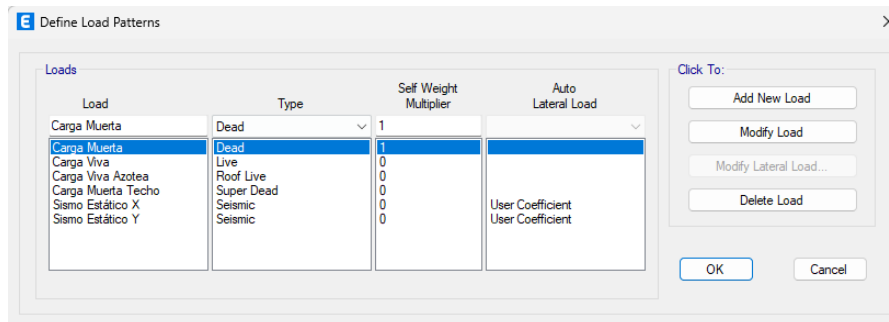 E Define Load Patterns
Loads
Load Type Self Weight Multiplier Auto Lateral Load
Carga Muerta Dead 1
Carga Muerta Dead 1
Carga Viva Live 0
Carga Viva Azotea Roof Live 0
Carga Muerta Techo Super Dead 0
Sismo Estático X Seismic 0 User Coefficient
Sismo Estático Y Seismic 0 User Coefficient
Click To:
Add New Load
Modify Load
Modify Lateral Load...
Delete Load
OK Cancel